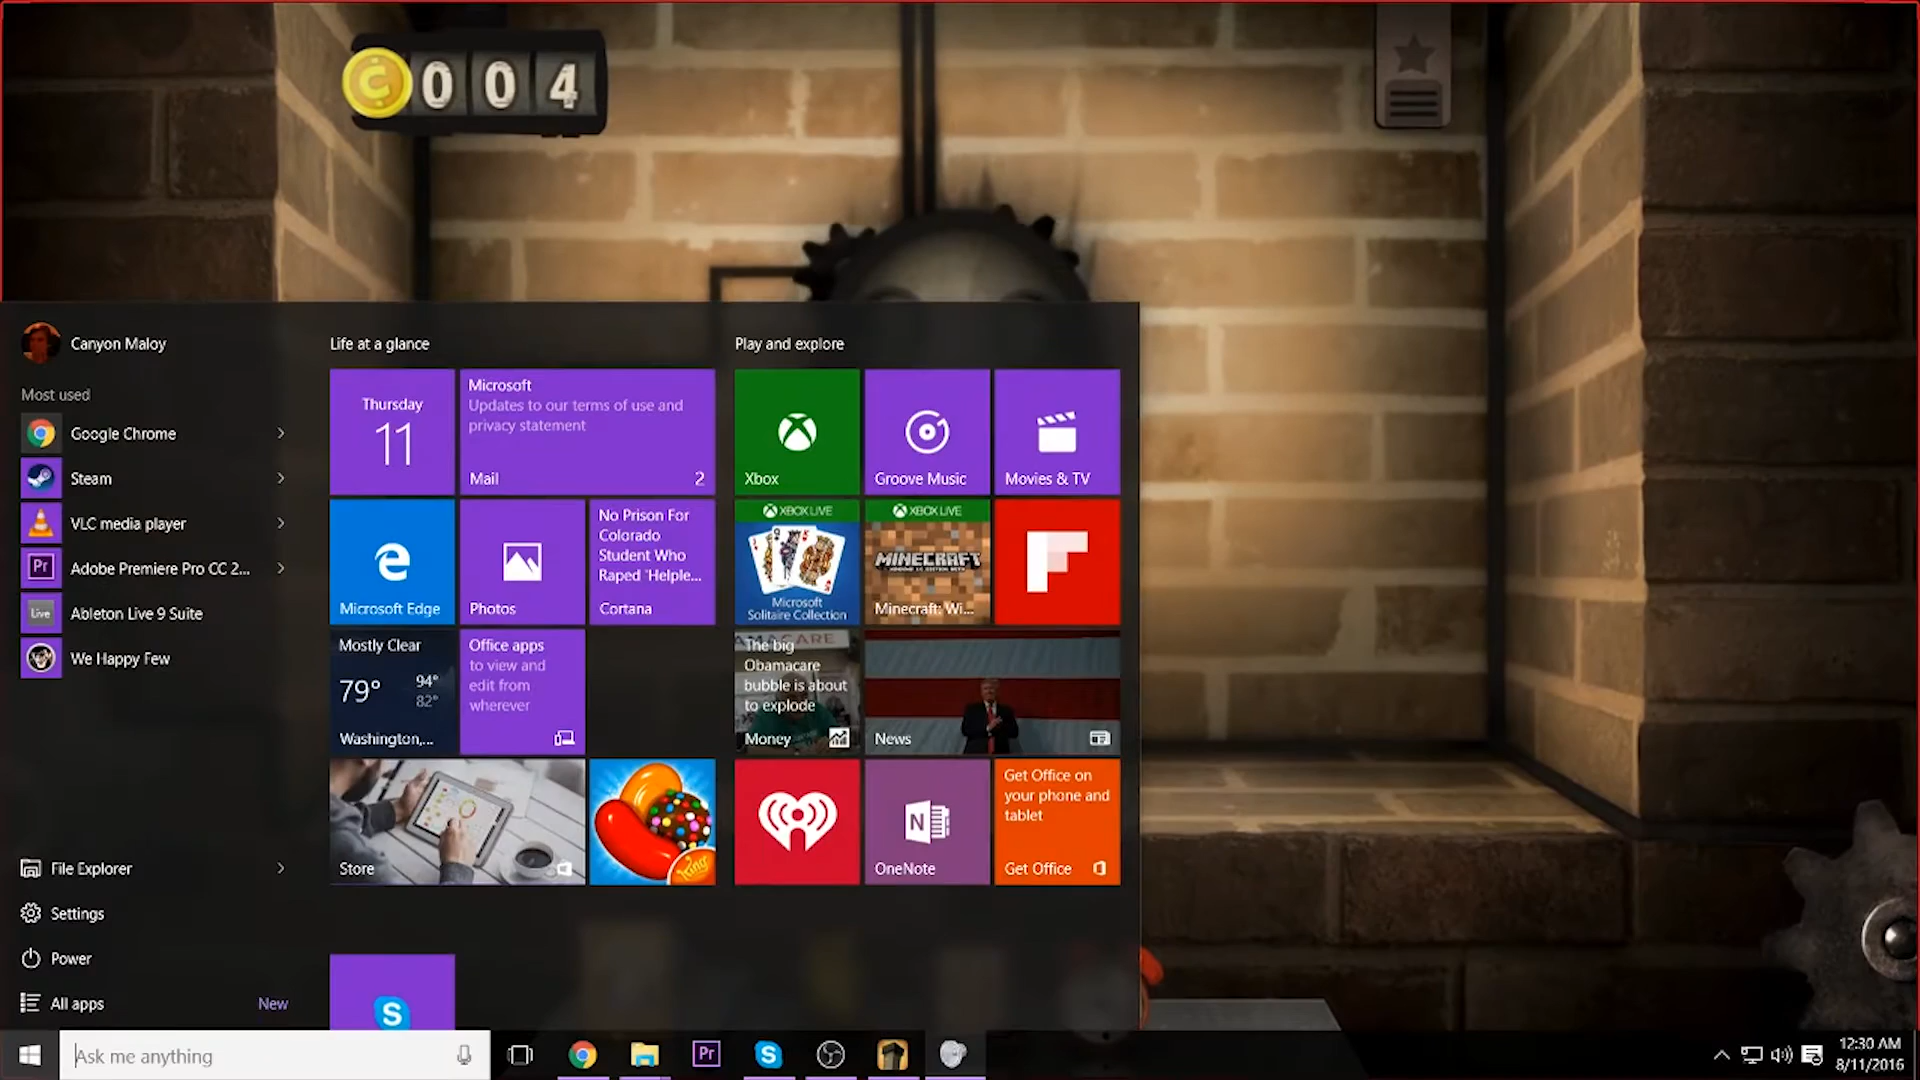 004
Canyon Maloy
Most used
Google Chrome
Steam
VLC media player
Pr
Adobe Premiere Pro CC 2...
Live
Ableton Live 9 Suite
We Happy Few
File Explorer
Settings
Power
All apps
New
Life at a glance
Thursday
11
Microsoft
Updates to our terms of use and
privacy statement
Mail
2
Microsoft Edge
Photos
No Prison For
Colorado
Student Who
Raped 'Helple...
Cortana
Mostly Clear
79°
94°
82°
Washington,...
Office apps
to view and
edit from
wherever
Store
King
S
Play and explore
Xbox
Groove Music
Movies & TV
XBOX LIVE
Microsoft
Solitaire Collection
XBOX LIVE
MINECRAFT
Minecraft: Wi...
The big
Obamacare
bubble is about
to explode
Money
News
N
OneNote
Get Office on
your phone and
tablet
Get Office
Ask me anything
Pr
S
12:30 AM
8/11/2016